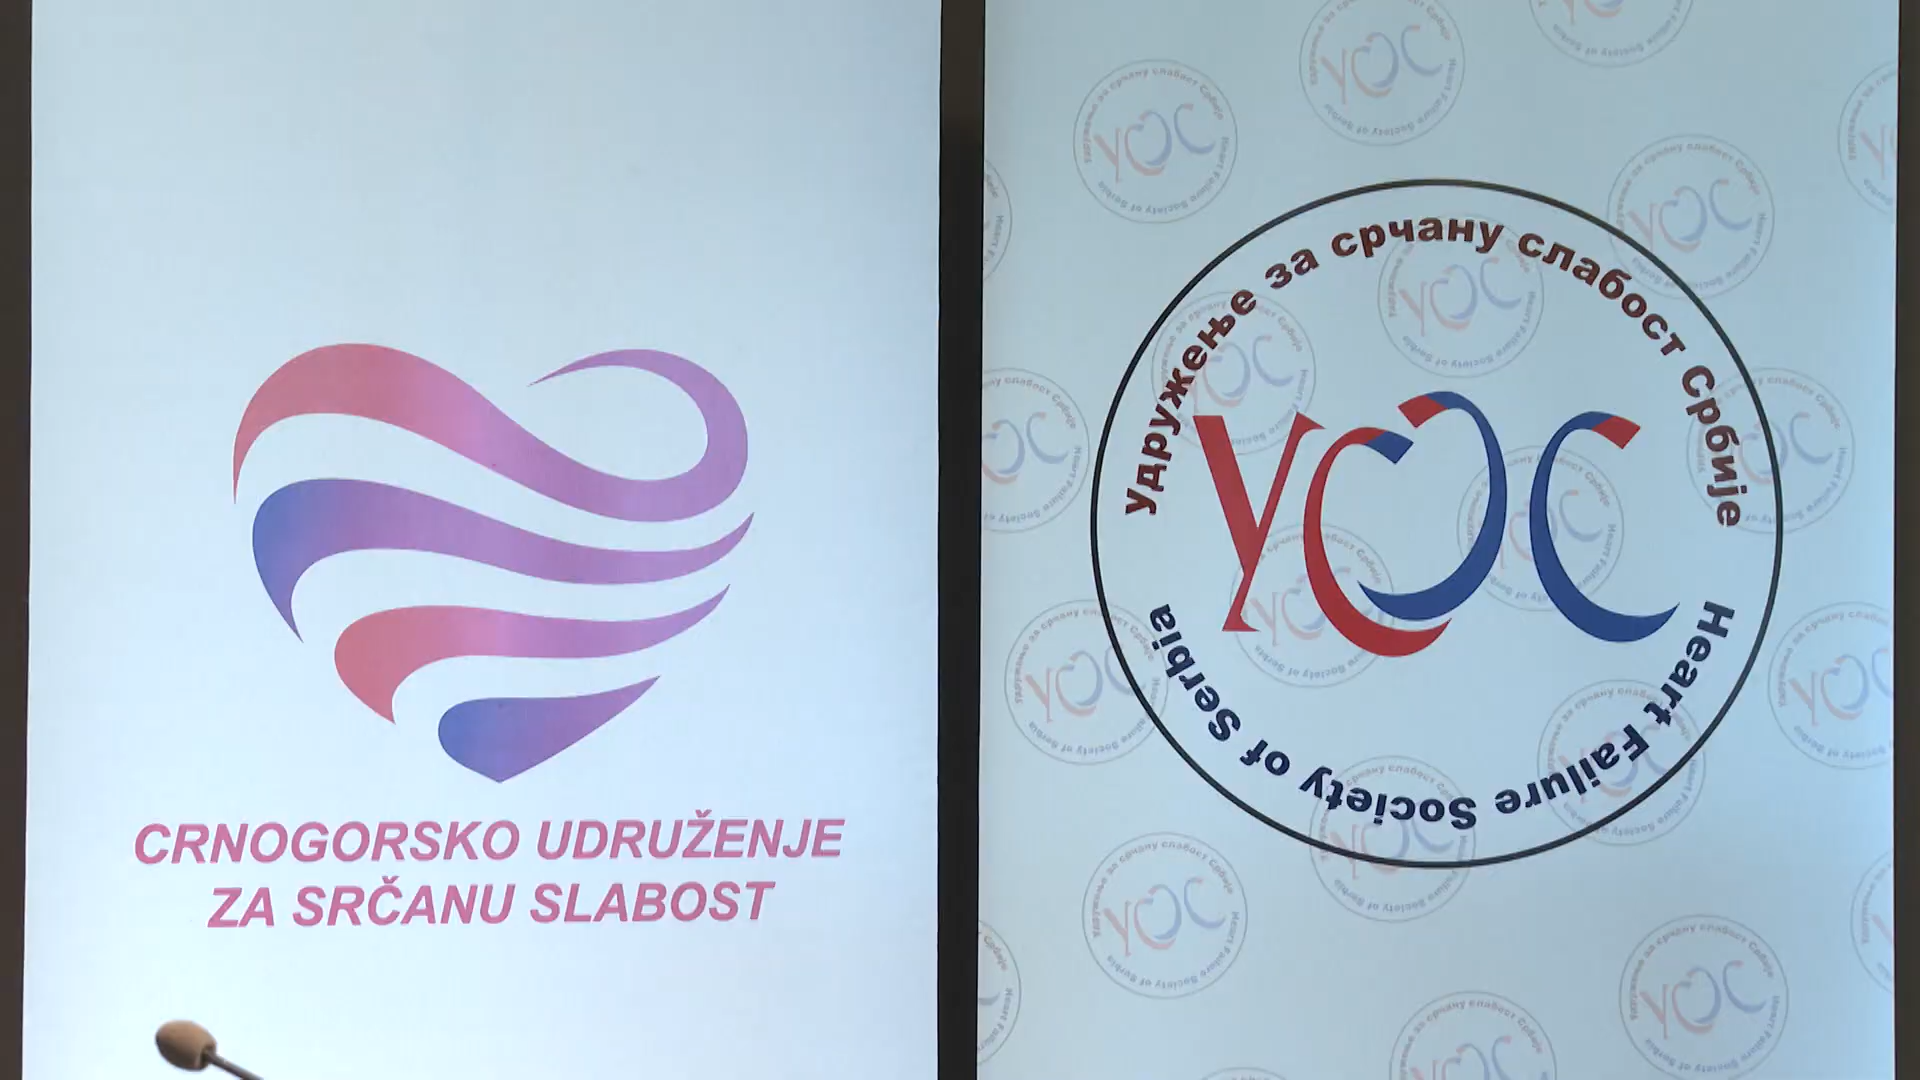 CRNOGORSKO UDRUŽENJE
ZA SRČANU SLABOST
Удружење за срчану слабост Србије
УСС
Heart Failure Society of Serbia